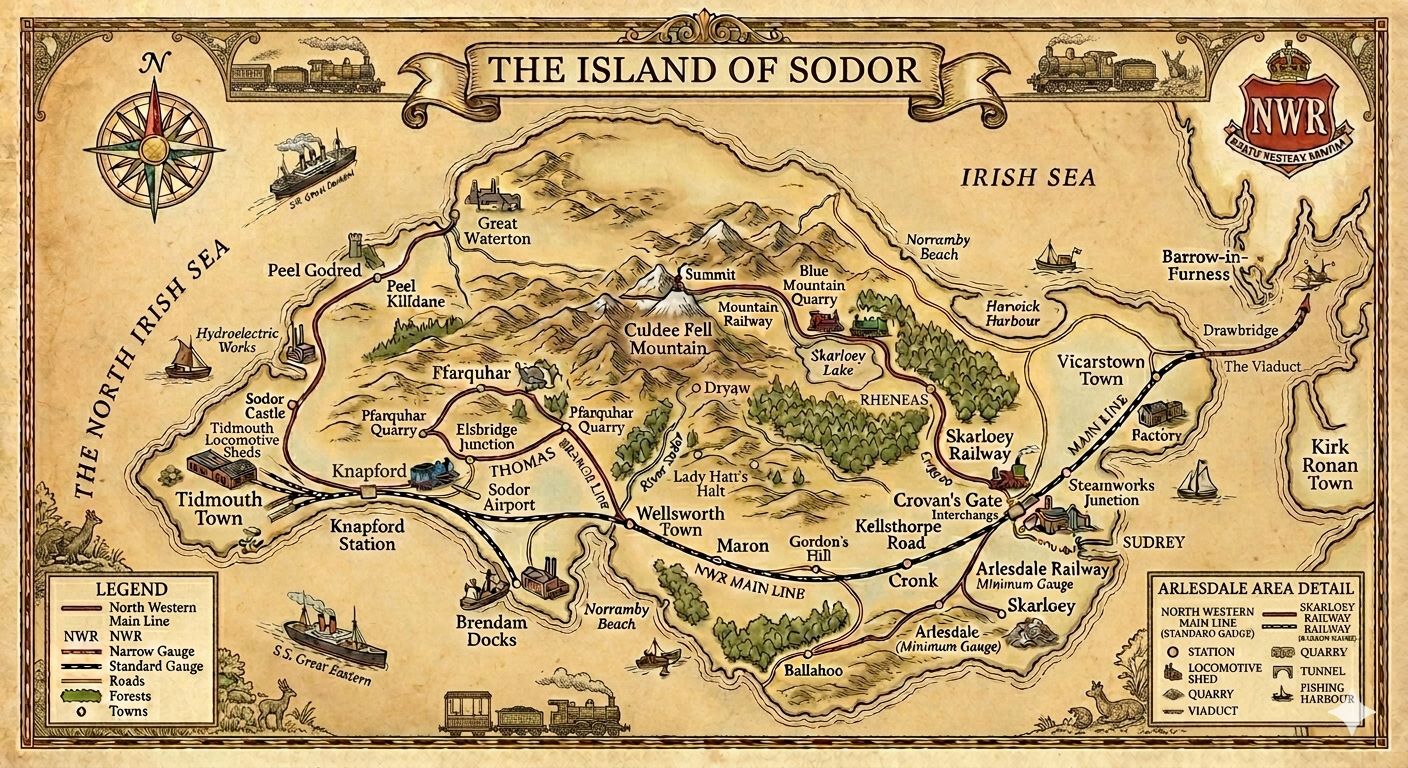 THE ISLAND OF SODOR
N
NWR
IRISH SEA
THE NORTH IRISH SEA
Great
Waterton
Peel Godred
Peel
Killdane
Hydroelectric
Works
Summit
Blue
Mountain
Quarry
Mountain
Railway
Culdee Fell
Mountain
Norramby
Beach
Harwick
Harbour
Barrow-in-
Furness
Drawbridge
The Viaduct
Vicarstown
Town
MAIN LINE
Factory
Kirk
Ronan
Town
Skarloey
Lake
RHENEAS
Dryaw
Ffarquhar
Pfarquhar
Quarry
Elsbridge
Junction
Pfarquhar
Quarry
Sodor
Castle
Tidmouth
Locomotive
Sheds
Tidmouth
Town
Knapford
THOMAS
Sodor
Airport
Knapford
Station
River Sodor
Lady Hatt's
Halt
Wellsworth
Town
Maron
Gordon's
Hill
NWR MAIN LINE
Kellsthorpe
Road
Cronk
Skarloey
Railway
Crovan's Gate
Interchangs
Steamworks
Junction
SUDREY
Arlesdale Railway
Minimum Gauge
Skarloey
Arlesdale
(Minimum Gauge)
Ballahoo
Brendam
Docks
Norramby
Beach
S.S. Great Eastern
LEGEND
North Western
Main Line
NWR NWR
Narrow Gauge
Standard Gauge
Roads
Forests
Towns
ARLESDALE AREA DETAIL
NORTH WESTERN
MAIN LINE
(STANDARD GADGE)
SKARLOEY
RAILWAY
RAILWAY
STATION
LOCOMOTIVE
SHED
QUARRY
VIADUCT
QUARRY
TUNNEL
PISHING
HARBOUR